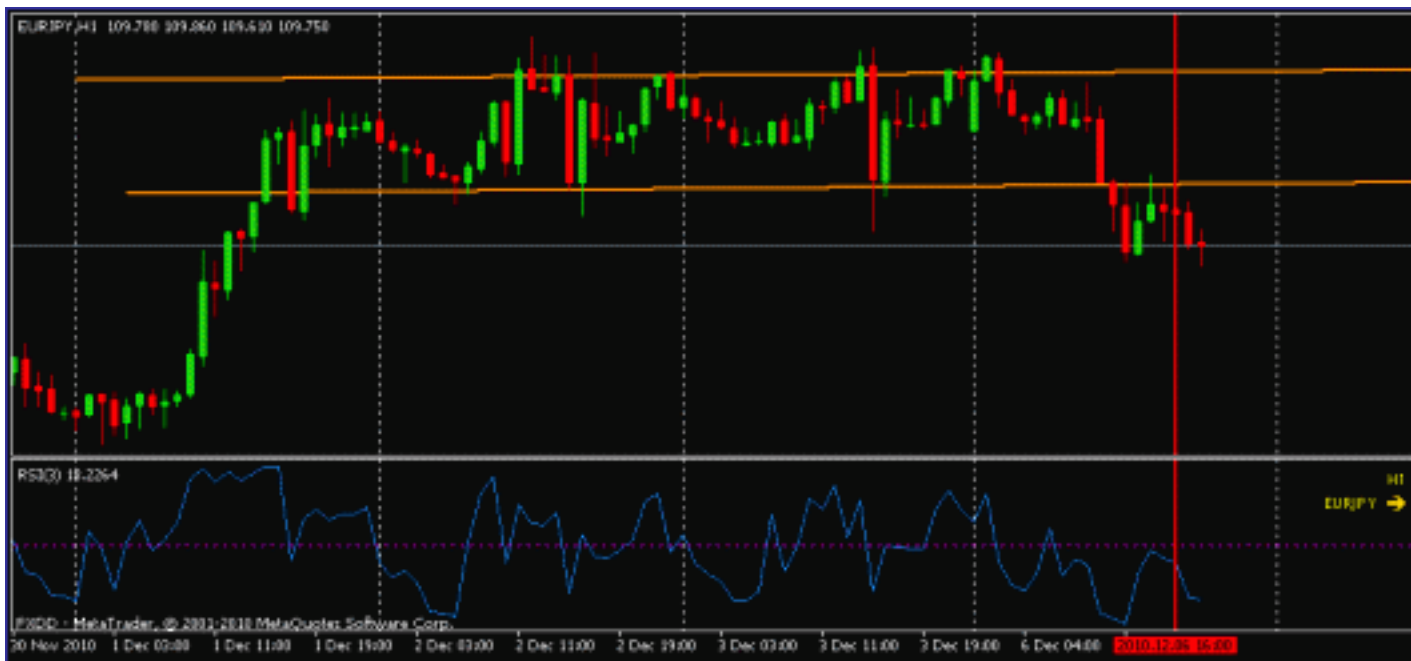 EURJPY,H1 109.780 109.860 109.610 109.750
RSI(3) 18.2264
H1
EURJPY
FXDD - MetaTrader, © 2001-2010 MetaQuotes Software Corp.
30 Nov 2010 1 Dec 03:00 1 Dec 11:00 1 Dec 19:00 2 Dec 03:00 2 Dec 11:00 2 Dec 19:00 3 Dec 03:00 3 Dec 11:00 3 Dec 19:00 6 Dec 04:00 2010.12.06 16:00